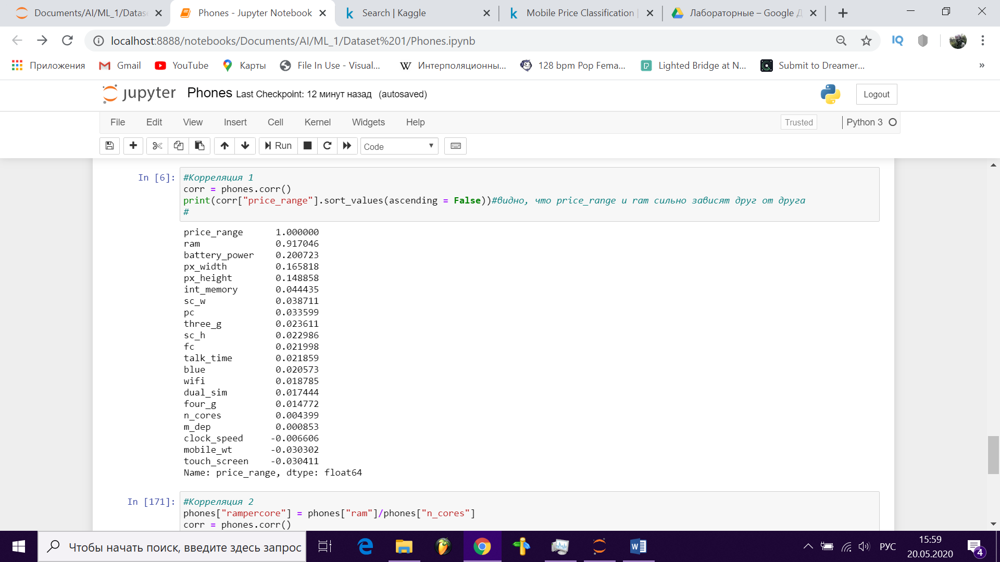 Documents/AI/ML_1/Datase
Phones - Jupyter Notebook
Search | Kaggle
Mobile Price Classification |
Лабораторные – Google Д
localhost:8888/notebooks/Documents/AI/ML_1/Dataset%201/Phones.ipynb
IQ
Приложения
Gmail
YouTube
Карты
File In Use - Visual...
Интерполяционны...
128 bpm Pop Fema...
Lighted Bridge at N...
Submit to Dreamer...
jupyter Phones Last Checkpoint: 12 минут назад (autosaved)
Logout
File Edit View Insert Cell Kernel Widgets Help
Trusted
Python 3
Run
Code
In [6]:
#Корреляция 1
corr = phones.corr()
print(corr["price_range"].sort_values(ascending = False))#видно, что price_range и ram сильно зависят друг от друга
#
price_range 1.000000
ram 0.917046
battery_power 0.200723
px_width 0.165818
px_height 0.148858
int_memory 0.044435
sc_w 0.038711
pc 0.033599
three_g 0.023611
sc_h 0.022986
fc 0.021998
talk_time 0.021859
blue 0.020573
wifi 0.018785
dual_sim 0.017444
four_g 0.014772
n_cores 0.004399
m_dep 0.000853
clock_speed -0.006606
mobile_wt -0.030302
touch_screen -0.030411
Name: price_range, dtype: float64
In [171]:
#Корреляция 2
phones["rampercore"] = phones["ram"]/phones["n_cores"]
corr = phones.corr()
Чтобы начать поиск, введите здесь запрос
РУС
15:59
20.05.2020
4